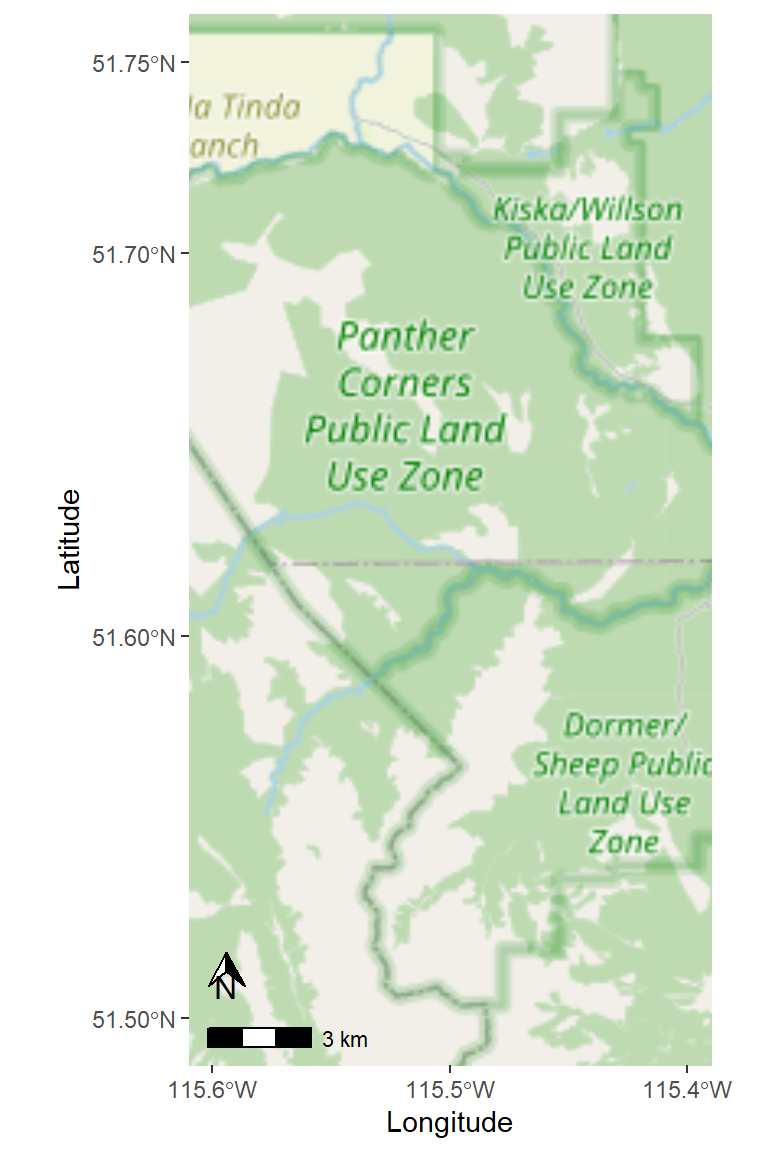 51.75°N
la Tinda
anch
Kiska/Willson
Public Land
Use Zone
51.70°N
Panther
Corners
Public Land
Use Zone
Latitude
51.60°N
Dormer/
Sheep Public
Land Use
Zone
N
51.50°N
3 km
115.6°W 115.5°W 115.4°W
Longitude